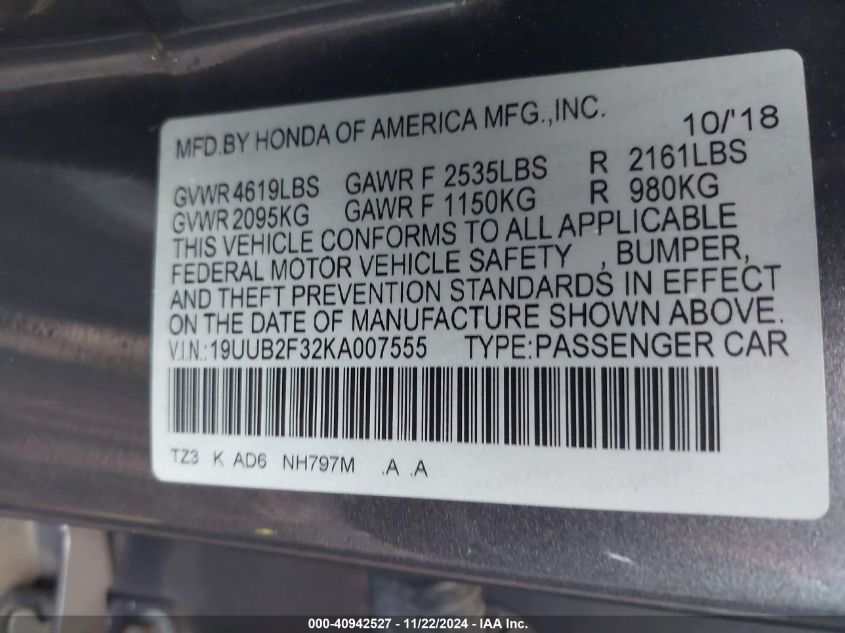 MFD.BY HONDA OF AMERICA MFG.,INC. 10/'18
GVWR 4619LBS GAWR F 2535LBS R 2161LBS
GVWR 2095KG GAWR F 1150KG R 980KG
THIS VEHICLE CONFORMS TO ALL APPLICABLE
FEDERAL MOTOR VEHICLE SAFETY , BUMPER,
AND THEFT PREVENTION STANDARDS IN EFFECT
ON THE DATE OF MANUFACTURE SHOWN ABOVE.
V.I.N.:19UUB2F32KA007555 TYPE:PASSENGER CAR
TZ3 K AD6 NH797M .A .A
000-40942527 - 11/22/2024 - IAA Inc.